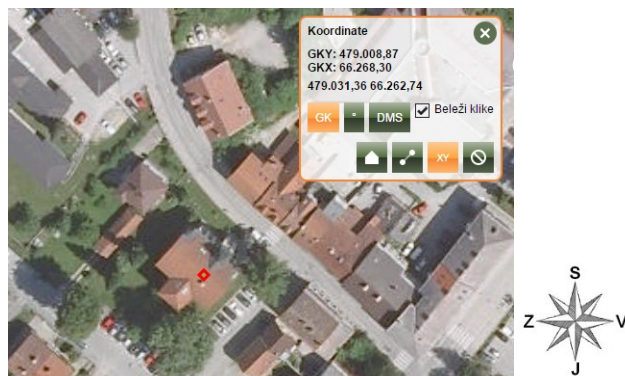 Koordinate
GKY: 479.008,87
GKX: 66.268,30
479.031,36 66.262,74
GK ° DMS Beleži klike
XY
S
Z V
J